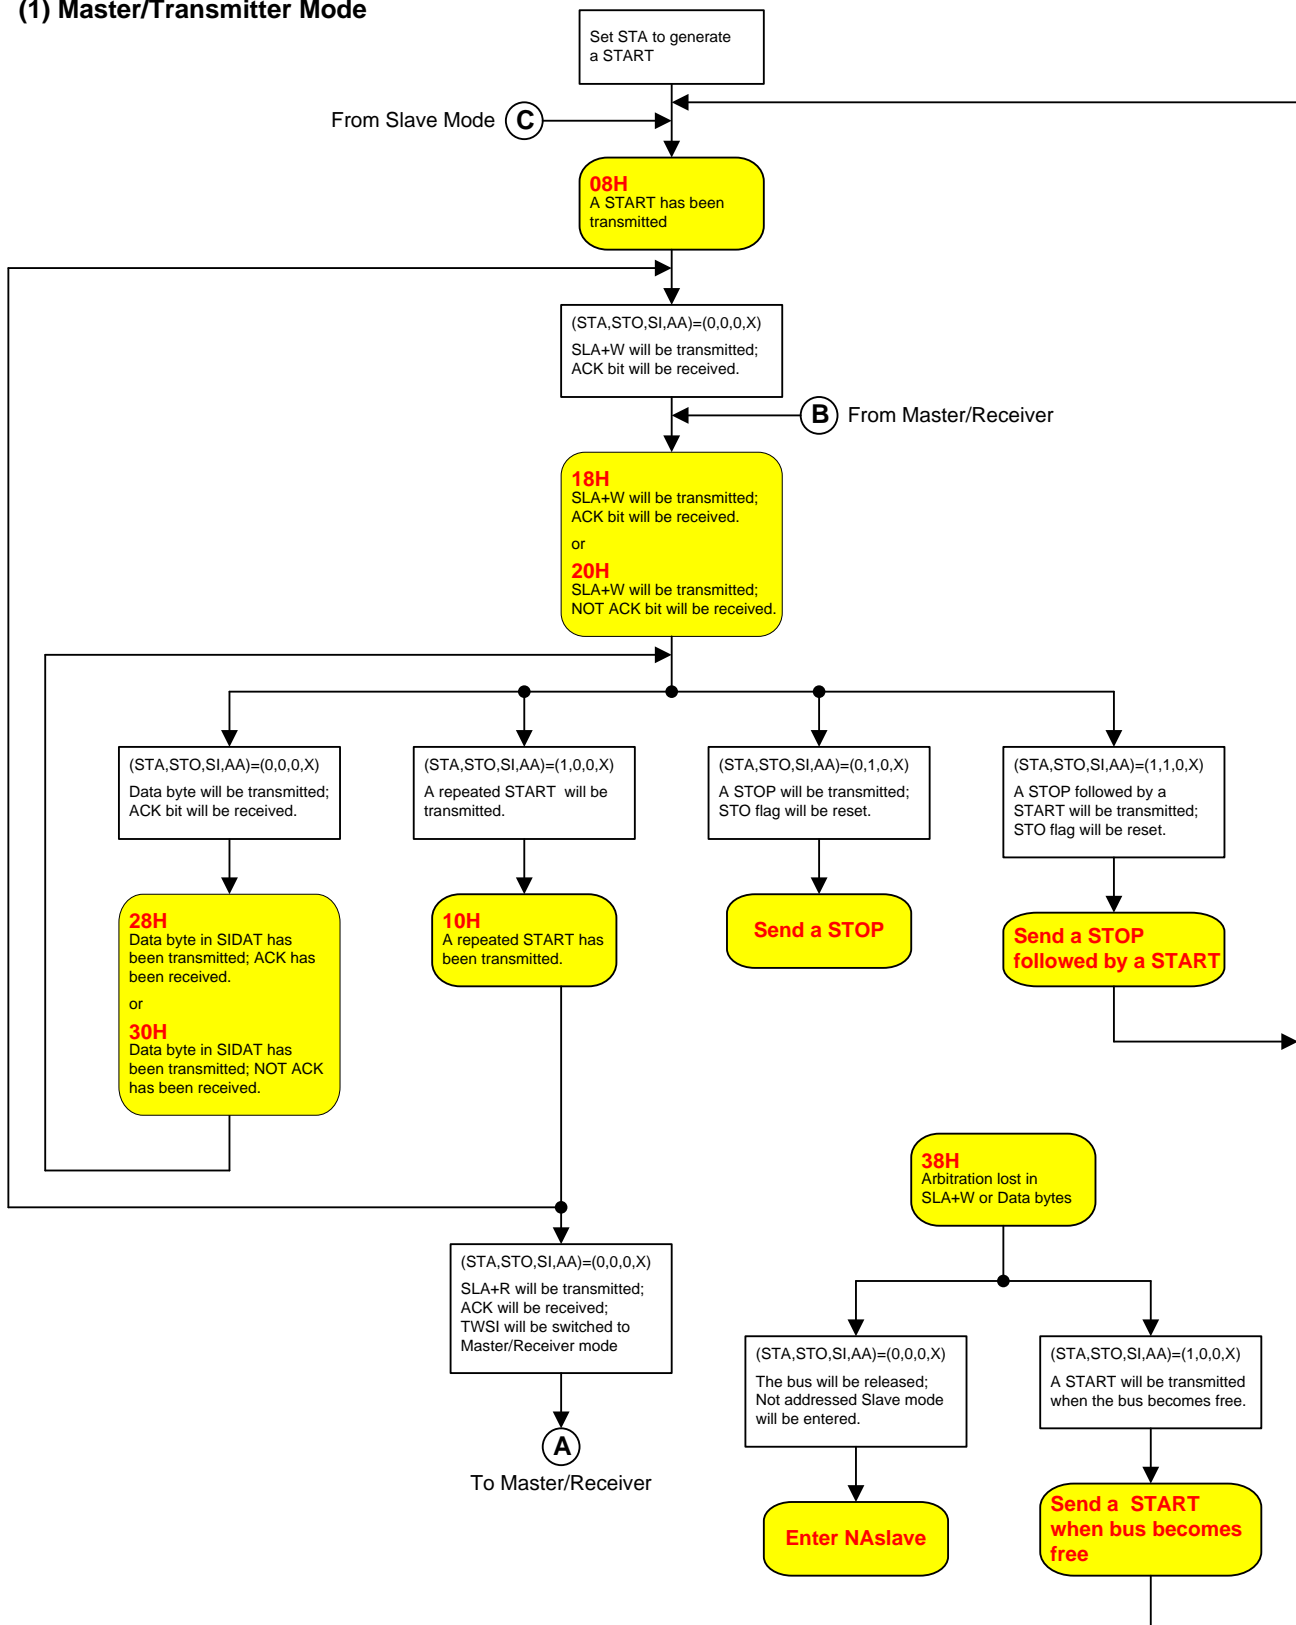 (1) Master/Transmitter Mode
Set STA to generate
a START
From Slave Mode
C
08H
A START has been
transmitted
(STA,STO,SI,AA)=(0,0,0,X)
SLA+W will be transmitted;
ACK bit will be received.
B
From Master/Receiver
18H
SLA+W will be transmitted;
ACK bit will be received.
or
20H
SLA+W will be transmitted;
NOT ACK bit will be received.
(STA,STO,SI,AA)=(0,0,0,X)
Data byte will be transmitted;
ACK bit will be received.
(STA,STO,SI,AA)=(1,0,0,X)
A repeated START will be
transmitted.
(STA,STO,SI,AA)=(0,1,0,X)
A STOP will be transmitted;
STO flag will be reset.
(STA,STO,SI,AA)=(1,1,0,X)
A STOP followed by a
START will be transmitted;
STO flag will be reset.
28H
Data byte in SIDAT has
been transmitted; ACK has
been received.
or
30H
Data byte in SIDAT has
been transmitted; NOT ACK
has been received.
10H
A repeated START has
been transmitted.
Send a STOP
Send a STOP
followed by a START
38H
Arbitration lost in
SLA+W or Data bytes
(STA,STO,SI,AA)=(0,0,0,X)
SLA+R will be transmitted;
ACK will be received;
TWSI will be switched to
Master/Receiver mode
(STA,STO,SI,AA)=(0,0,0,X)
The bus will be released;
Not addressed Slave mode
will be entered.
(STA,STO,SI,AA)=(1,0,0,X)
A START will be transmitted
when the bus becomes free.
A
To Master/Receiver
Enter NAslave
Send a START
when bus becomes
free